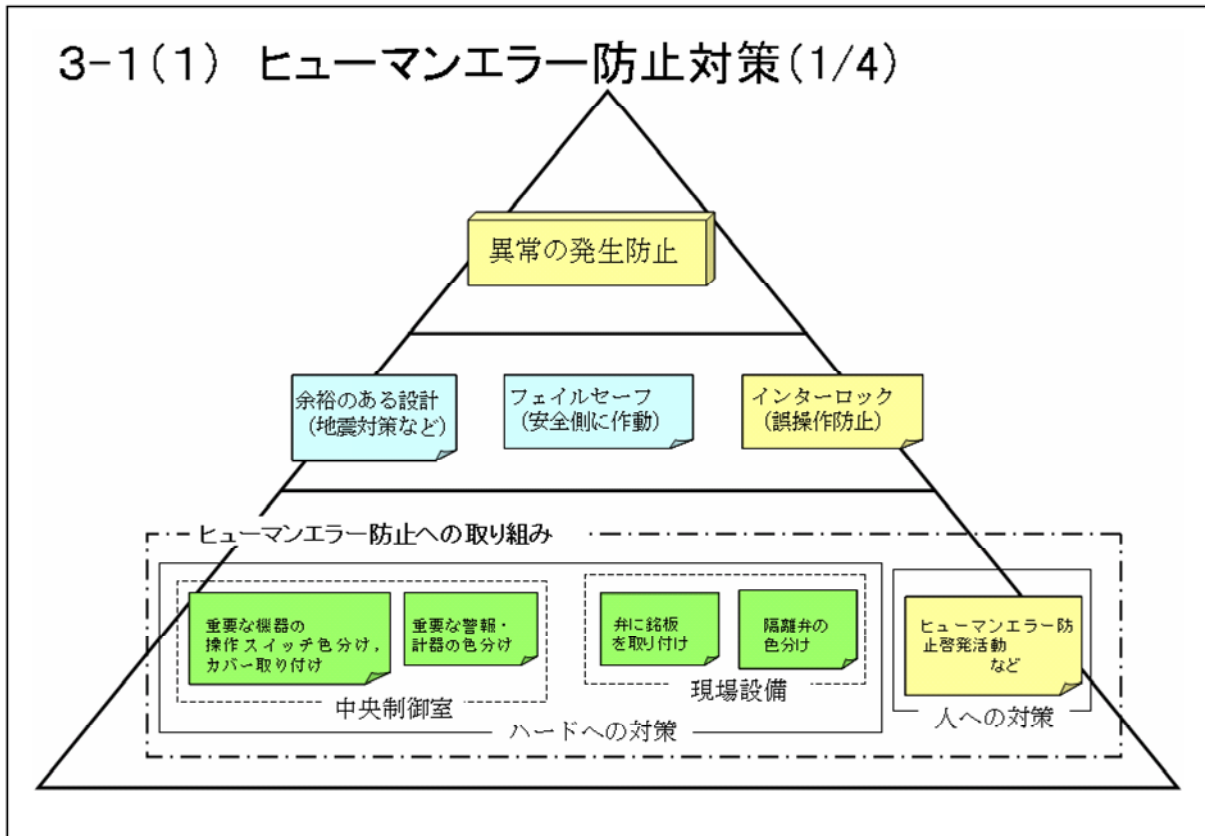 3-1(1) ヒューマンエラー防止対策(1/4)
異常の発生防止
余裕のある設計
(地震対策など)
フェイルセーフ
(安全側に作動)
インターロック
(誤操作防止)
ヒューマンエラー防止への取り組み
重要な機器の
操作スイッチ色分け,
カバー取り付け
重要な警報・
計器の色分け
中央制御室
弁に銘板
を取り付け
隔離弁の
色分け
現場設備
ハードへの対策
ヒューマンエラー防
止啓発活動
など
人への対策